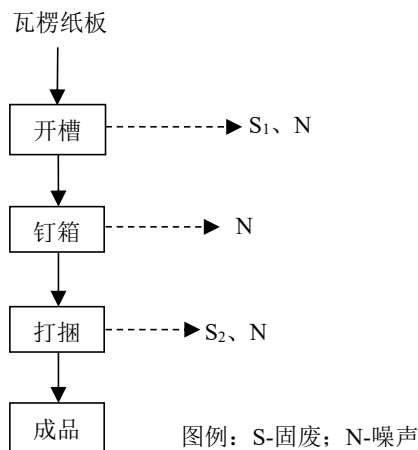 瓦楞纸板
开槽
S₁、N
钉箱
N
打捆
S₂、N
成品
图例：S-固废；N-噪声